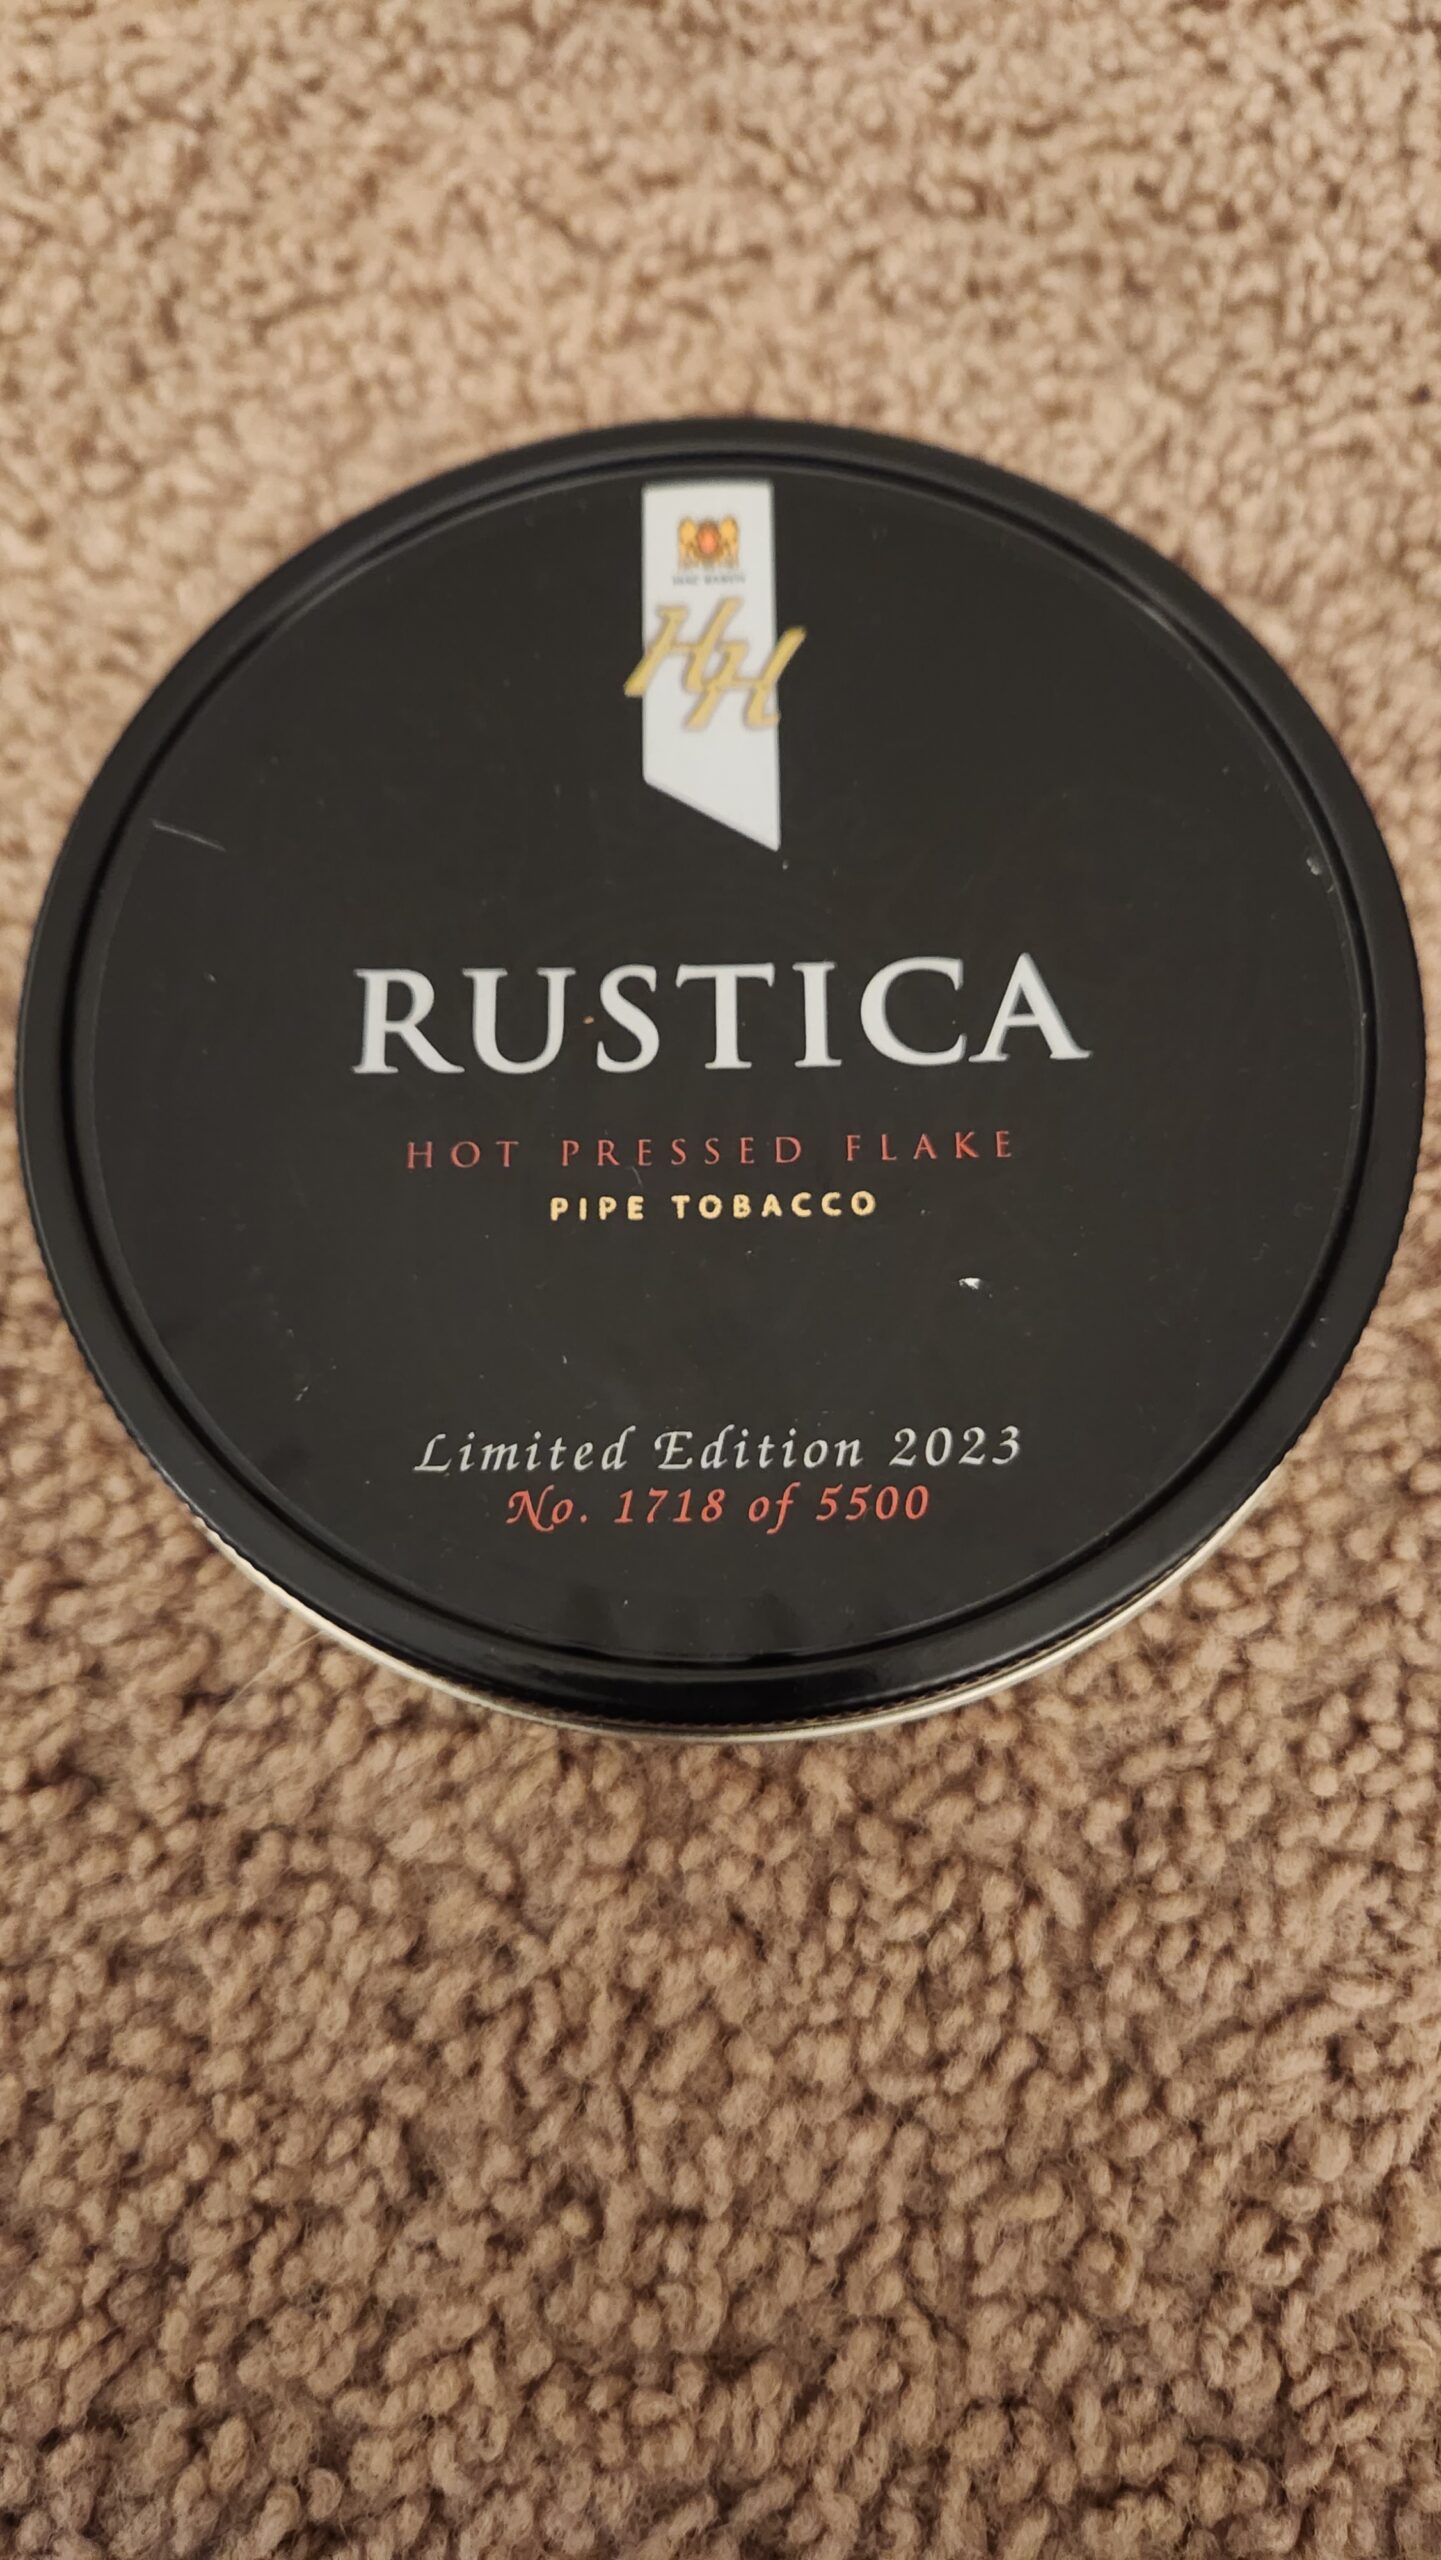 HH
RUSTICA
HOT PRESSED FLAKE
PIPE TOBACCO
Limited Edition 2023
No. 1718 of 5500